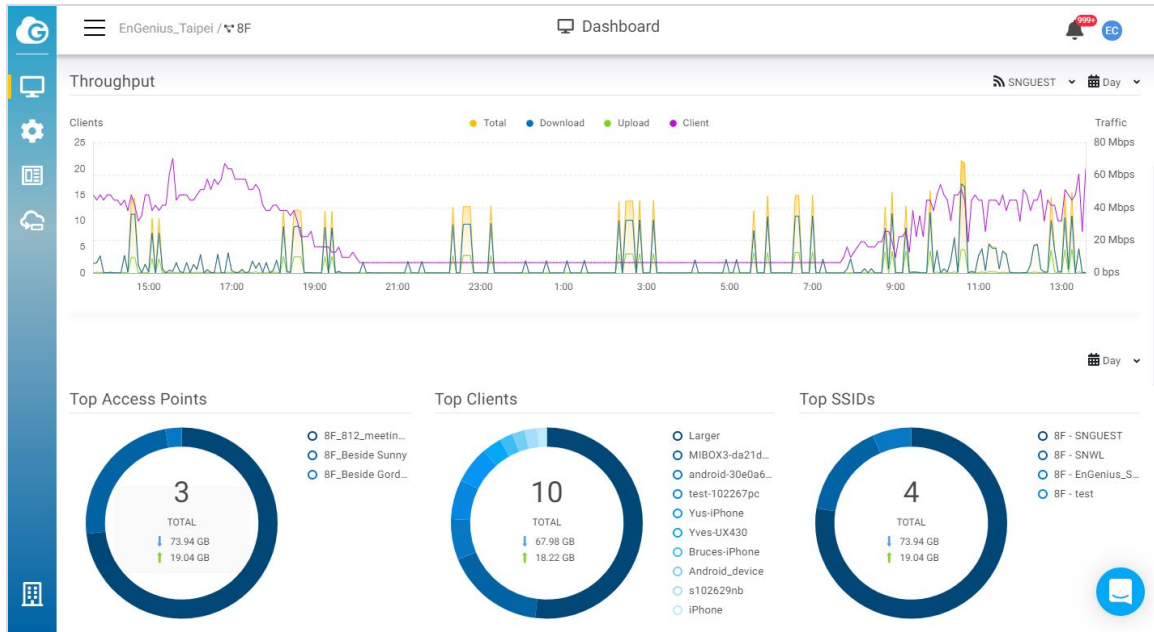 G
EnGenius_Taipei / 8F
Dashboard
999+
EC
Throughput
SNGUEST
Day
Clients
Total
Download
Upload
Client
Traffic
25
20
15
10
5
0
80 Mbps
60 Mbps
40 Mbps
20 Mbps
0 bps
15:00
17:00
19:00
21:00
23:00
1:00
3:00
5:00
7:00
9:00
11:00
13:00
Day
Top Access Points
3
TOTAL
73.94 GB
19.04 GB
8F_812_meetin...
8F_Beside Sunny
8F_Beside Gord...
Top Clients
10
TOTAL
67.98 GB
18.22 GB
Larger
MIBOX3-da21d...
android-30e0a6...
test-102267pc
Yus-iPhone
Yves-UX430
Bruces-iPhone
Android_device
s102629nb
iPhone
Top SSIDs
4
TOTAL
73.94 GB
19.04 GB
8F - SNGUEST
8F - SNWL
8F - EnGenius_S...
8F - test